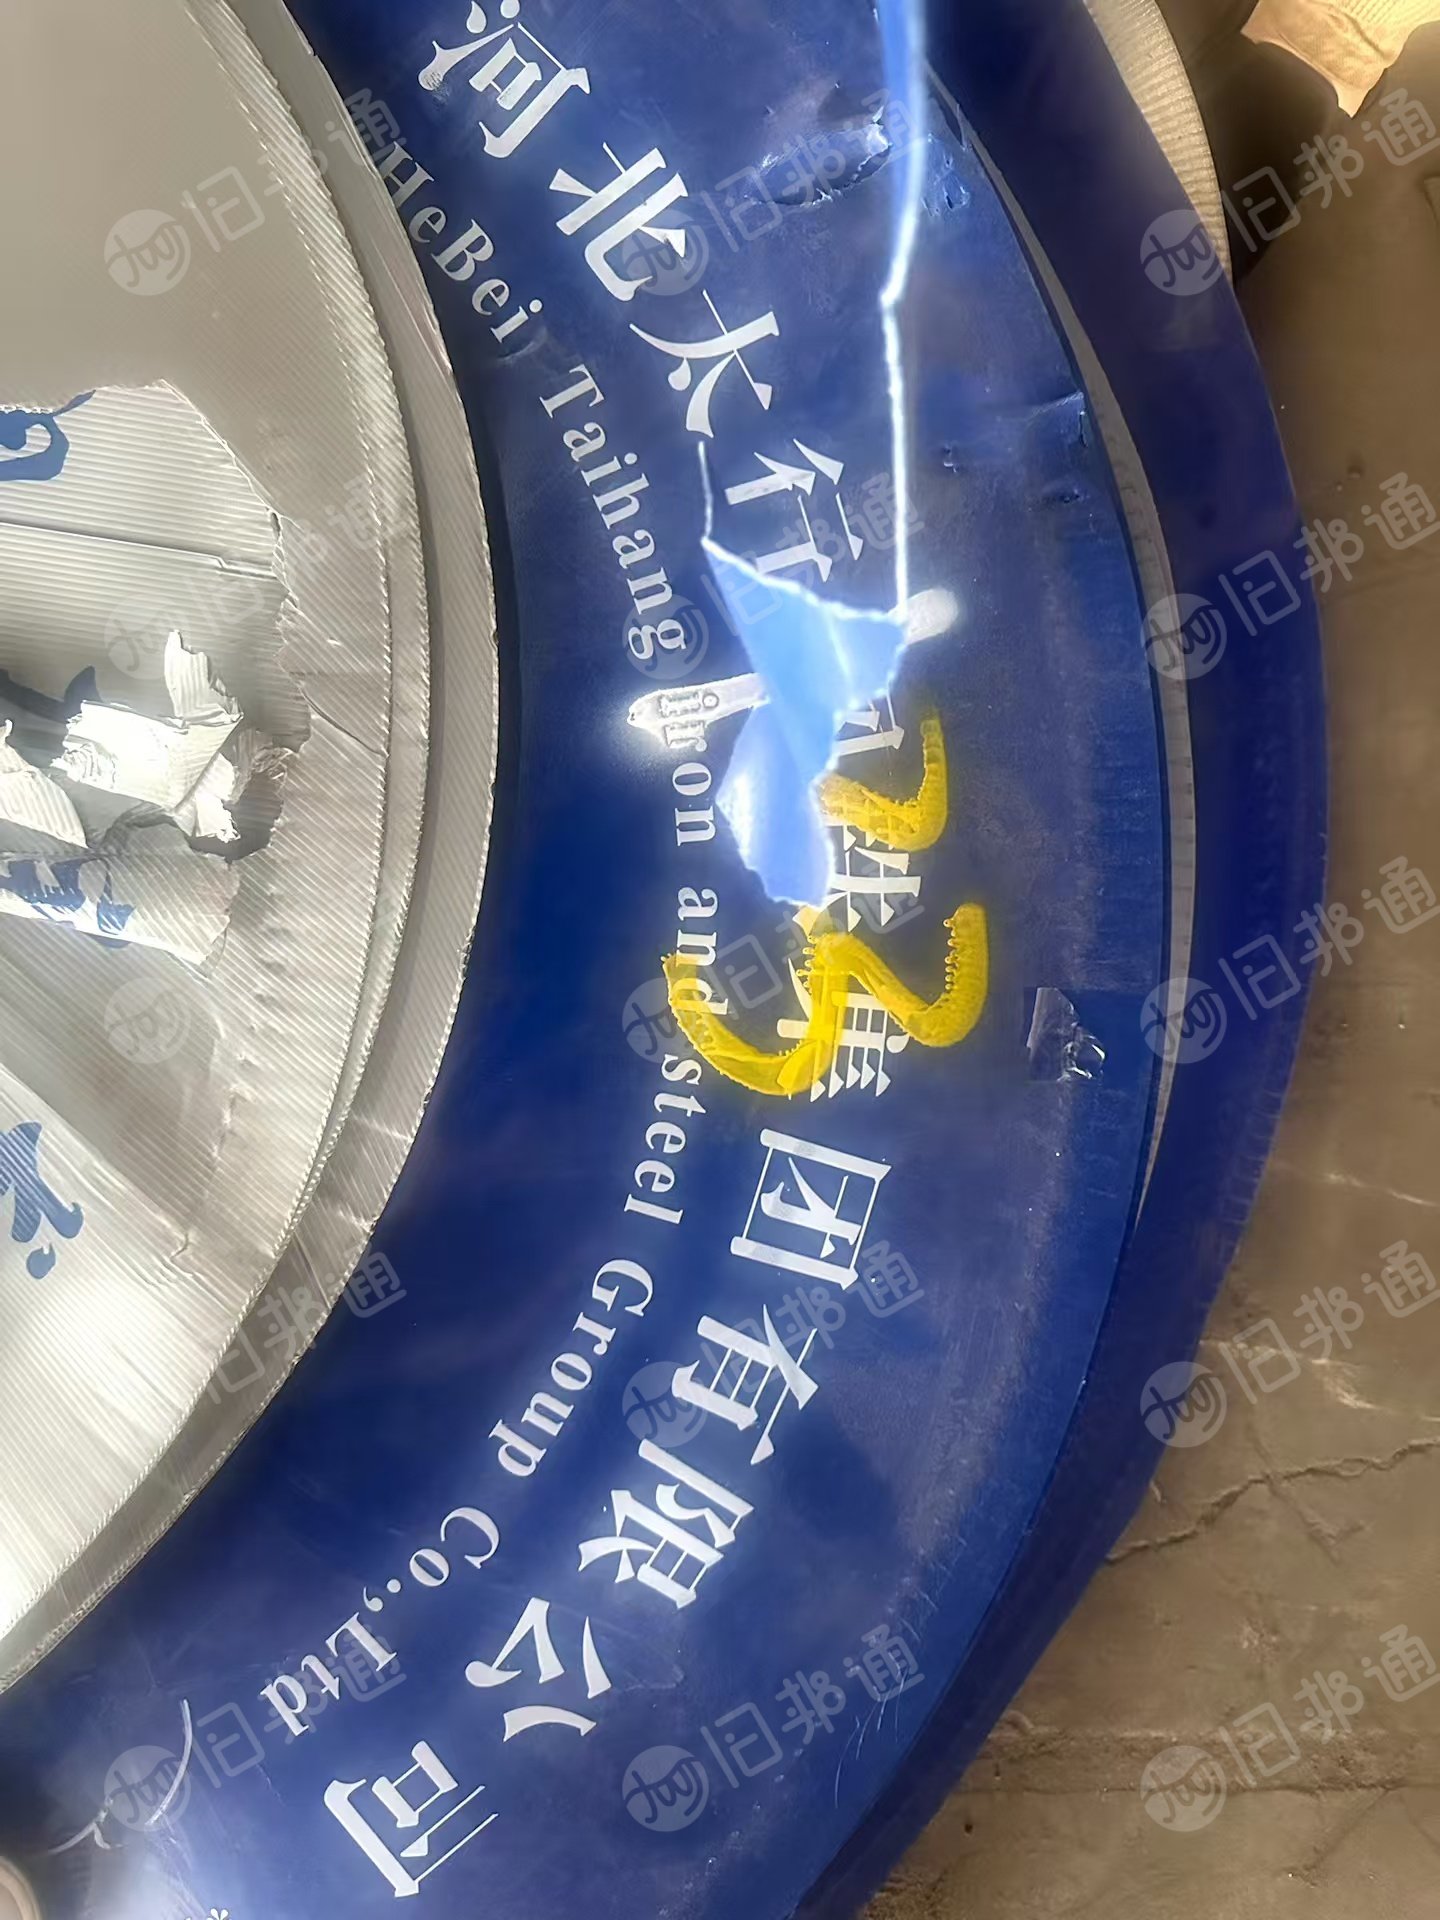 河北太行钢铁集团有限公司
HeBei Taihang iron and steel Group Co.,Ltd
33
旧邦通